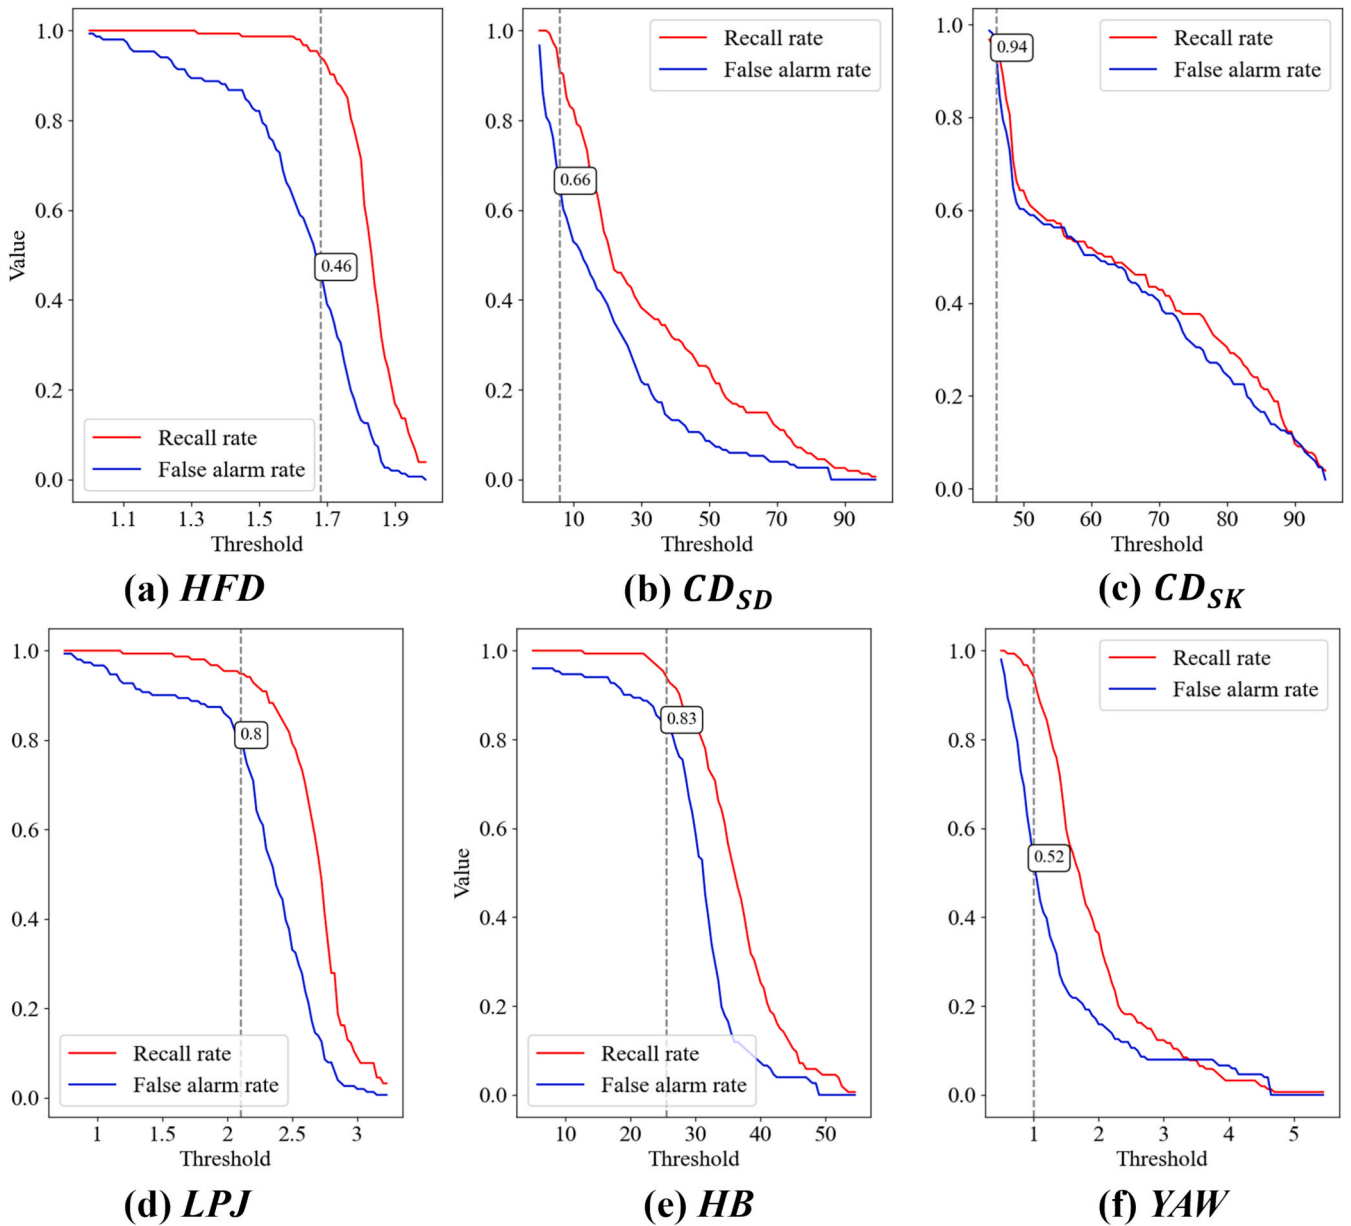 1.0
0.8
0.6
0.4
0.2
0.0
Value
0.46
Recall rate
False alarm rate
1.1 1.3 1.5 1.7 1.9
Threshold
(a) HFD
1.0
0.8
0.6
0.4
0.2
0.0
Recall rate
False alarm rate
0.66
10 30 50 70 90
Threshold
(b) CD_SD
1.0
0.8
0.6
0.4
0.2
0.0
0.94
Recall rate
False alarm rate
50 60 70 80 90
Threshold
(c) CD_SK
1.0
0.8
0.6
0.4
0.2
0.0
0.8
Recall rate
False alarm rate
1 1.5 2 2.5 3
Threshold
(d) LPJ
1.0
0.8
0.6
0.4
0.2
0.0
Value
0.83
Recall rate
False alarm rate
10 20 30 40 50
Threshold
(e) HB
1.0
0.8
0.6
0.4
0.2
0.0
Recall rate
False alarm rate
0.52
1 2 3 4 5
Threshold
(f) YAW